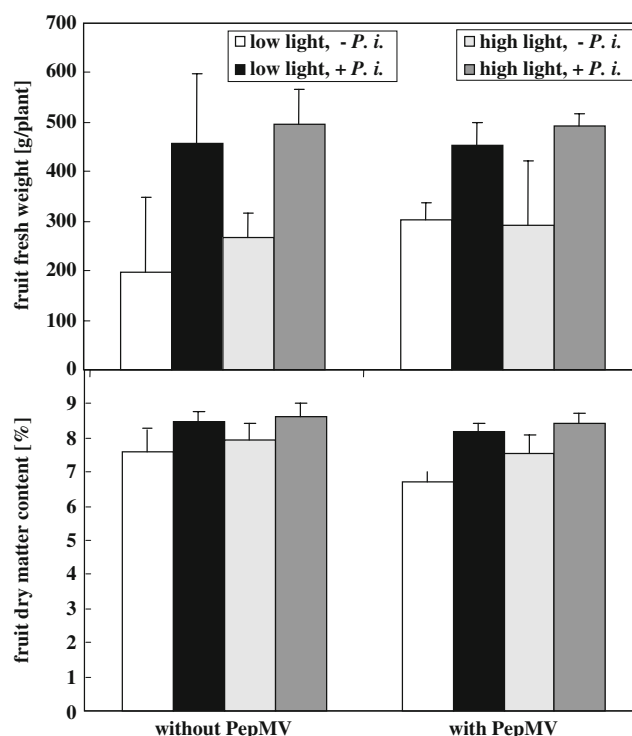 700
600
500
400
300
200
100
0
fruit fresh weight [g/plant]
low light, - P. i.
low light, + P. i.
high light, - P. i.
high light, + P. i.
9
8
7
6
5
4
3
2
1
0
fruit dry matter content [%]
without PepMV
with PepMV